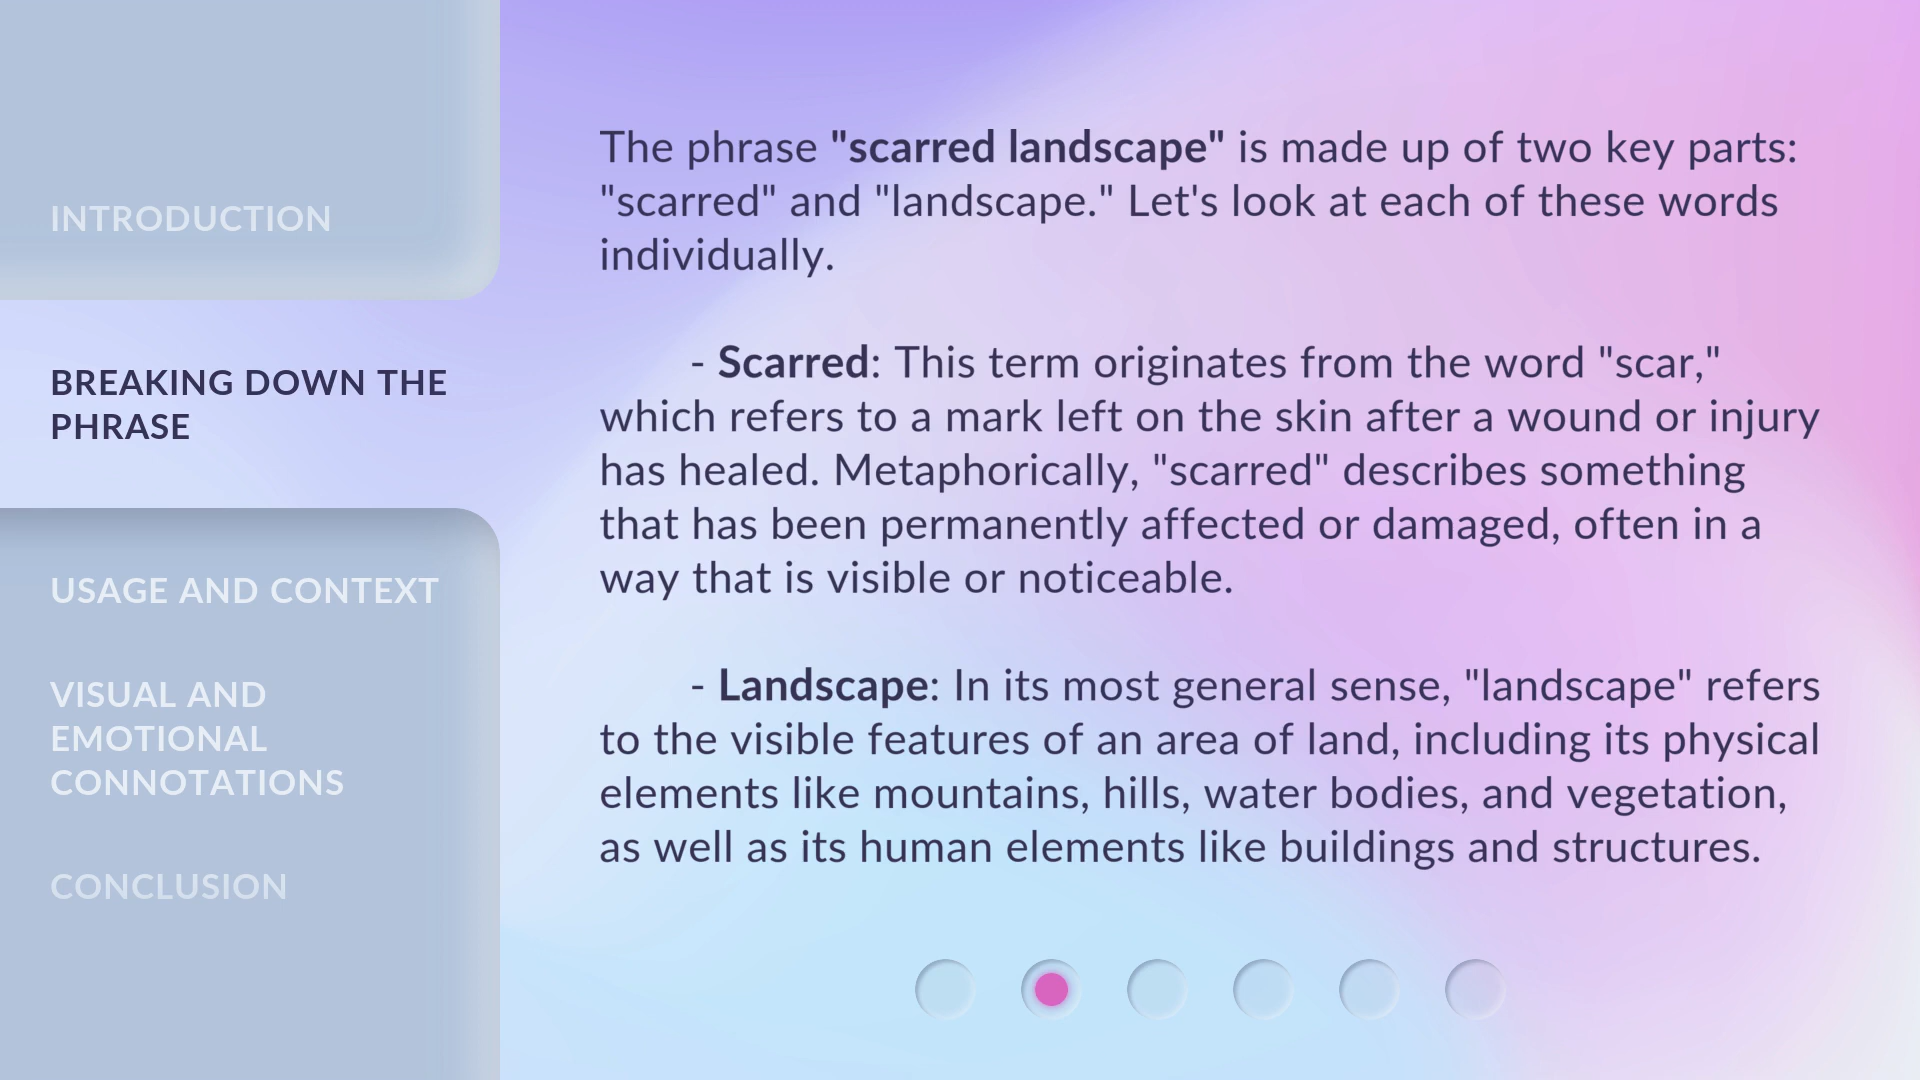 INTRODUCTION
BREAKING DOWN THE
PHRASE
USAGE AND CONTEXT
VISUAL AND
EMOTIONAL
CONNOTATIONS
CONCLUSION
The phrase "scarred landscape" is made up of two key parts:
"scarred" and "landscape." Let's look at each of these words
individually.
- Scarred: This term originates from the word "scar,"
which refers to a mark left on the skin after a wound or injury
has healed. Metaphorically, "scarred" describes something
that has been permanently affected or damaged, often in a
way that is visible or noticeable.
- Landscape: In its most general sense, "landscape" refers
to the visible features of an area of land, including its physical
elements like mountains, hills, water bodies, and vegetation,
as well as its human elements like buildings and structures.